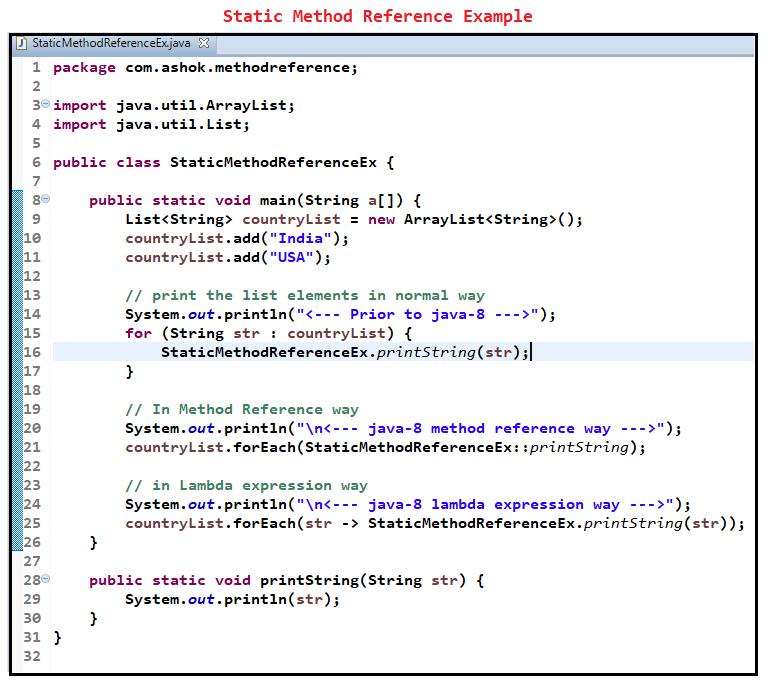 Static Method Reference Example
StaticMethodReferenceEx.java
1 package com.ashok.methodreference;
2
3 import java.util.ArrayList;
4 import java.util.List;
5
6 public class StaticMethodReferenceEx {
7
8     public static void main(String a[]) {
9         List<String> countryList = new ArrayList<String>();
10         countryList.add("India");
11         countryList.add("USA");
12
13         // print the list elements in normal way
14         System.out.println("<--- Prior to java-8 --->");
15         for (String str : countryList) {
16             StaticMethodReferenceEx.printString(str);
17         }
18
19         // In Method Reference way
20         System.out.println("\n<--- java-8 method reference way --->");
21         countryList.forEach(StaticMethodReferenceEx::printString);
22
23         // in Lambda expression way
24         System.out.println("\n<--- java-8 lambda expression way --->");
25         countryList.forEach(str -> StaticMethodReferenceEx.printString(str));
26     }
27
28     public static void printString(String str) {
29         System.out.println(str);
30     }
31 }
32